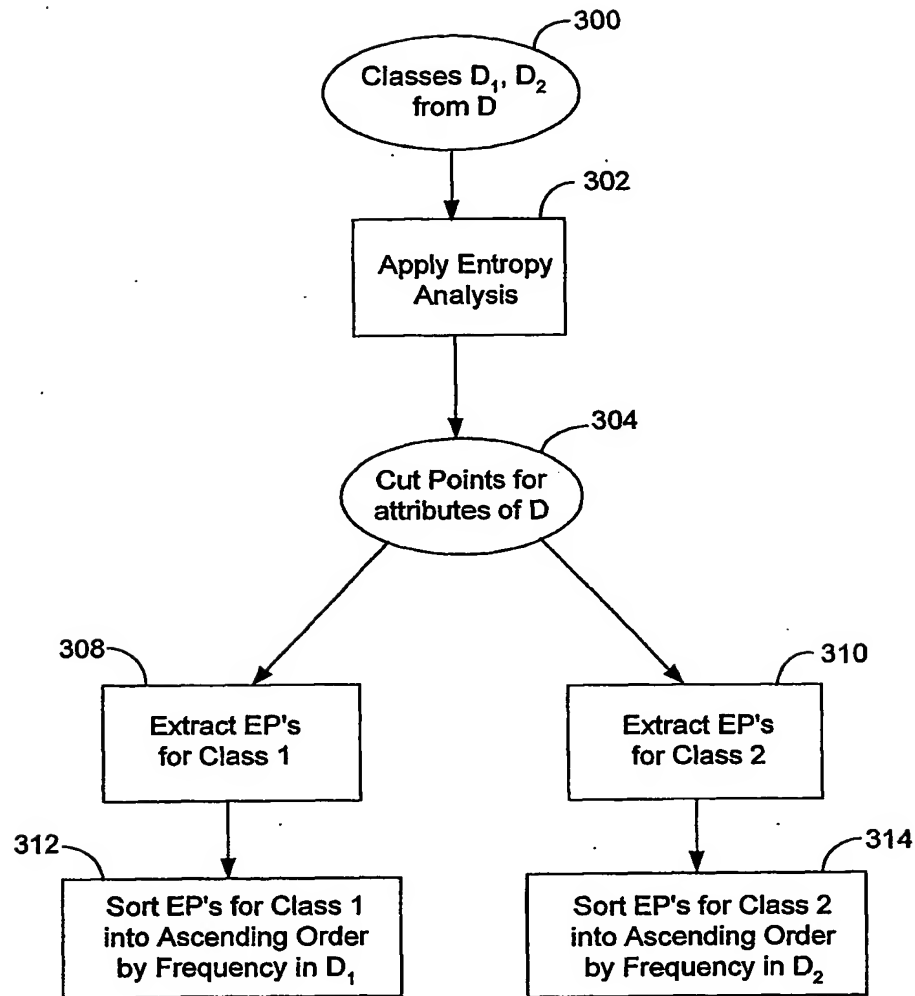 300
Classes D₁, D₂
from D
302
Apply Entropy
Analysis
304
Cut Points for
attributes of D
308
Extract EP's
for Class 1
310
Extract EP's
for Class 2
312
Sort EP's for Class 1
into Ascending Order
by Frequency in D₁
314
Sort EP's for Class 2
into Ascending Order
by Frequency in D₂